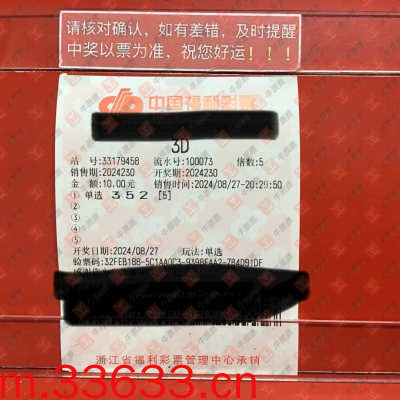 请核对确认，如有差错，及时提醒
中奖以票为准，祝您好运！！！
中国福利彩票
3D
站 号:33179458 流水号:100073 倍数:5
销售期:2024230 开奖期:2024230
金 额:10.00元 销售时间:2024/08/27-20:29:50
① 单选 3 5 2 [5]
②
③
④
⑤
开奖日期:2024/08/27 玩法:单选
浙江省福利彩票管理中心承销
m.33633.cn